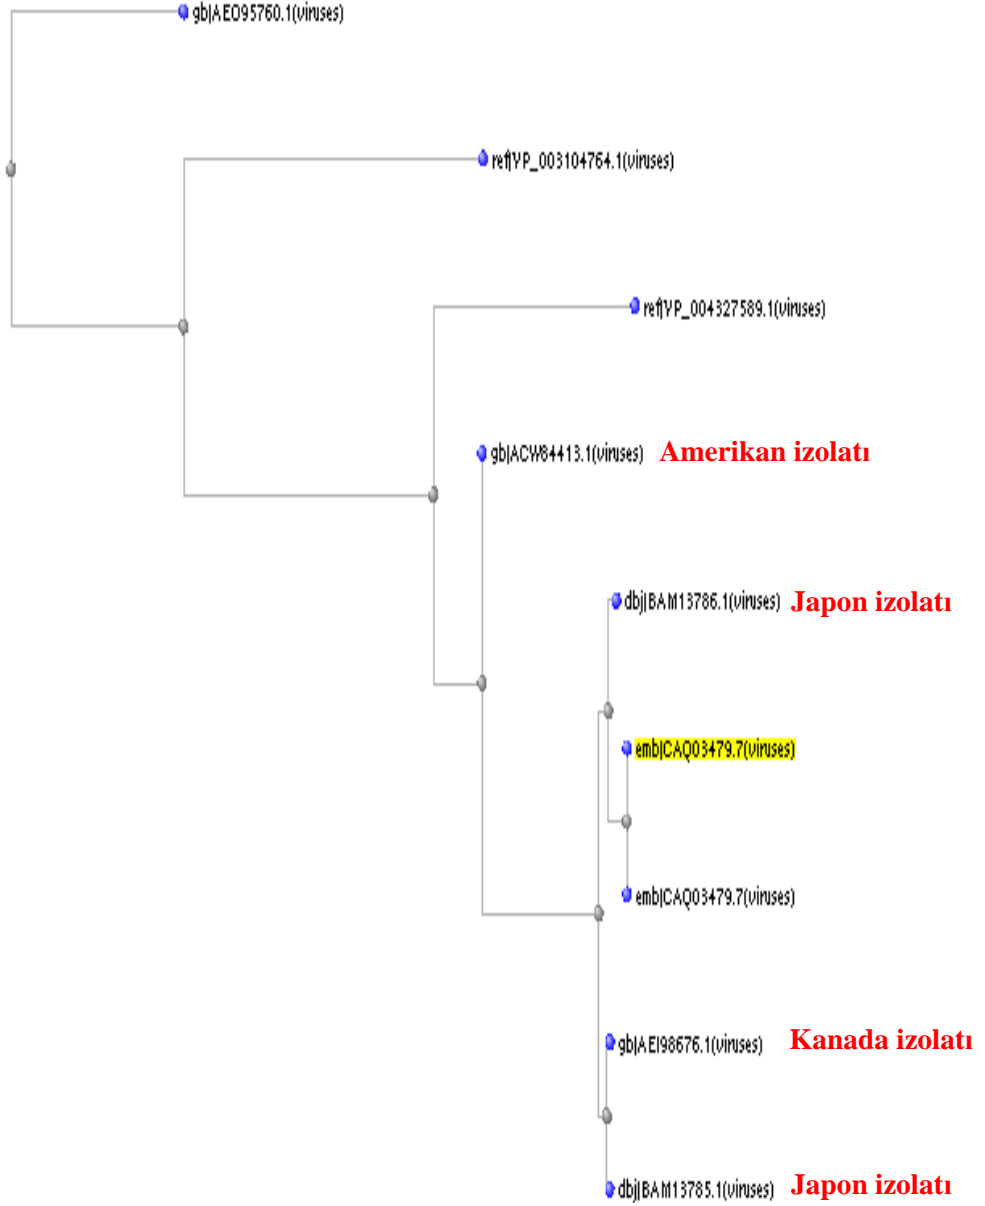 gb|AEO95760.1(viruses)
ref|YP_003104764.1(viruses)
ref|YP_004327589.1(viruses)
gb|ACW84413.1(viruses) Amerikan izolatı
dbj|BAM13786.1(viruses) Japon izolatı
emb|CAQ03479.7(viruses)
emb|CAQ03479.7(viruses)
gb|AEI98676.1(viruses) Kanada izolatı
dbj|BAM13785.1(viruses) Japon izolatı